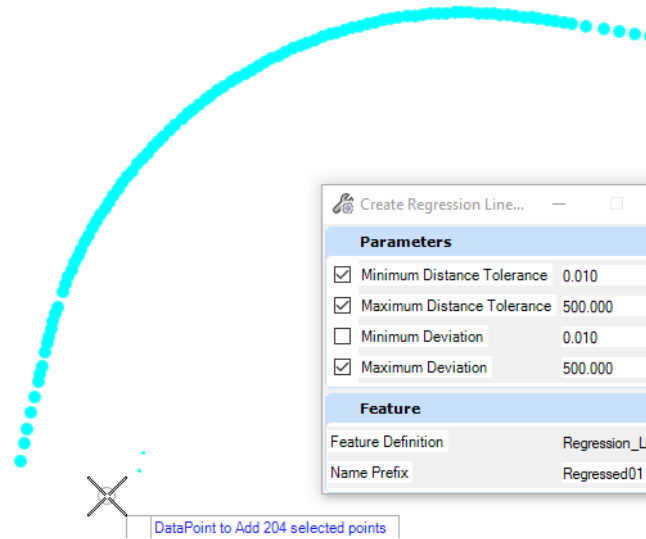 Create Regression Line...
Parameters
Minimum Distance Tolerance 0.010
Maximum Distance Tolerance 500.000
Minimum Deviation 0.010
Maximum Deviation 500.000
Feature
Feature Definition Regression_Li
Name Prefix Regressed01
DataPoint to Add 204 selected points